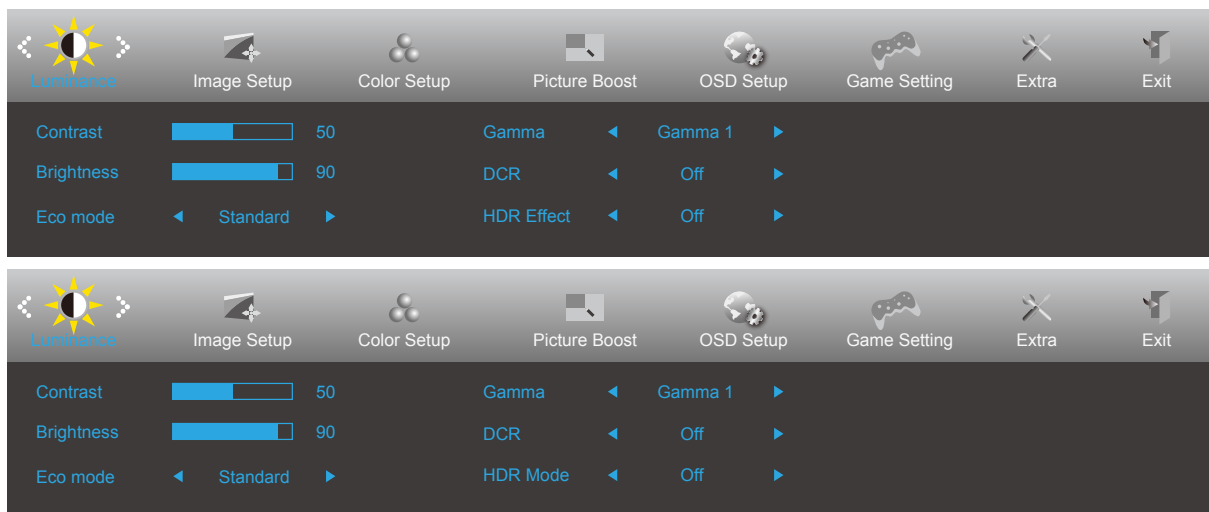 Luminance Image Setup Color Setup Picture Boost OSD Setup Game Setting Extra Exit
Contrast 50 Gamma Gamma 1
Brightness 90 DCR Off
Eco mode Standard HDR Effect Off
Luminance Image Setup Color Setup Picture Boost OSD Setup Game Setting Extra Exit
Contrast 50 Gamma Gamma 1
Brightness 90 DCR Off
Eco mode Standard HDR Mode Off